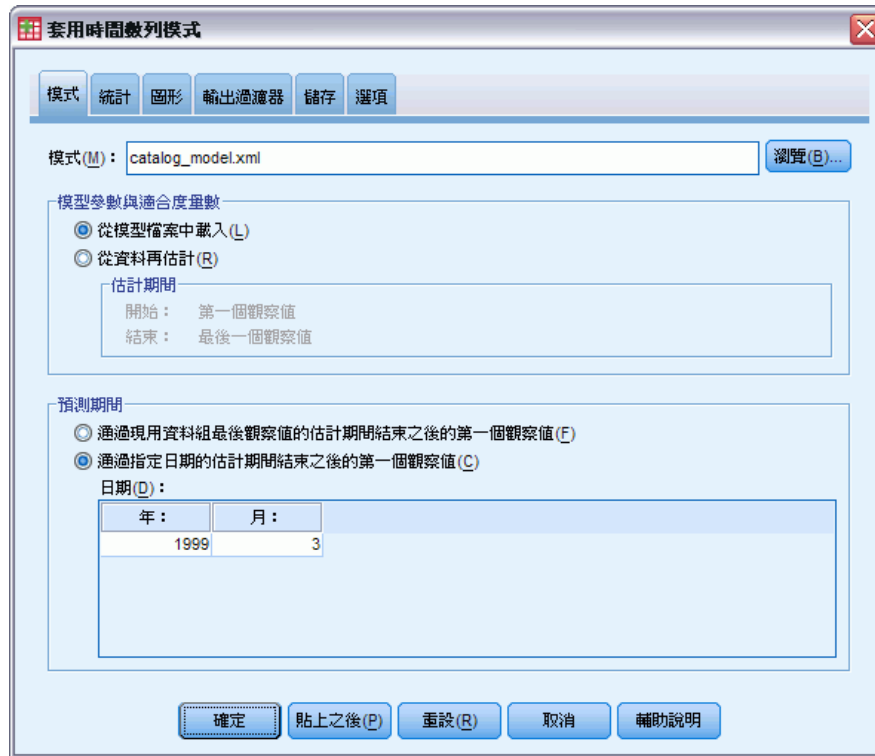 套用時間數列模式
模式 統計 圖形 輸出過濾器 儲存 選項
模式(M)： catalog_model.xml 瀏覽(B)...
模型參數與適合度量數
從模型檔案中載入(L)
從資料再估計(R)
估計期間
開始： 第一個觀察值
結束： 最後一個觀察值
預測期間
通過現用資料組最後觀察值的估計期間結束之後的第一個觀察值(F)
通過指定日期的估計期間結束之後的第一個觀察值(C)
日期(D)：
年： 月：
1999 3
確定 貼上之後(P) 重設(R) 取消 輔助說明